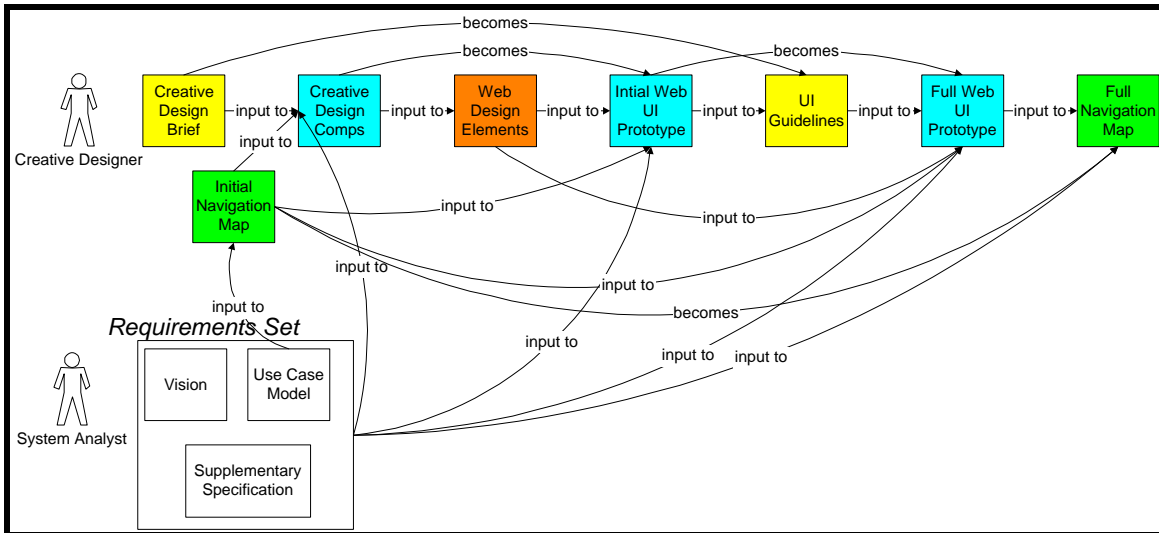 becomes
becomes
becomes
Creative
Design
Brief
input to
Creative
Design
Comps
input to
Web
Design
Elements
input to
Intial Web
UI
Prototype
input to
UI
Guidelines
input to
Full Web
UI
Prototype
input to
Full
Navigation
Map
Creative Designer
input to
Initial
Navigation
Map
input to
input to
input to
input to
becomes
input to
Requirements Set
input to
input to
input to
Vision
Use Case
Model
System Analyst
Supplementary
Specification